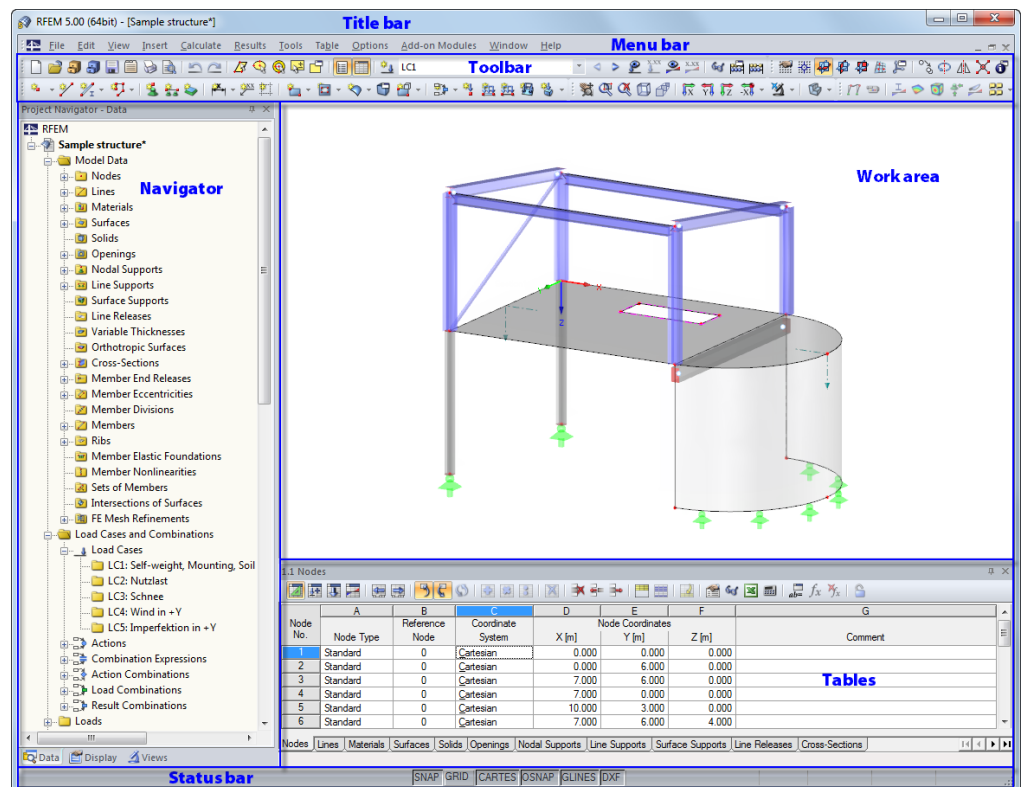 RFEM 5.00 (64bit) - [Sample structure*]
Title bar
File Edit View Insert Calculate Results Tools Table Options Add-on Modules Window Help
Menu bar
LC1
Toolbar
Project Navigator - Data
RFEM
Sample structure*
Model Data
Nodes
Lines
Materials
Surfaces
Solids
Openings
Nodal Supports
Line Supports
Surface Supports
Line Releases
Variable Thicknesses
Orthotropic Surfaces
Cross-Sections
Member End Releases
Member Eccentricities
Member Divisions
Members
Ribs
Member Elastic Foundations
Member Nonlinearities
Sets of Members
Intersections of Surfaces
FE Mesh Refinements
Load Cases and Combinations
Load Cases
LC1: Self-weight, Mounting, Soil
LC2: Nutzlast
LC3: Schnee
LC4: Wind in +Y
LC5: Imperfektion in +Y
Actions
Combination Expressions
Action Combinations
Load Combinations
Result Combinations
Loads
Navigator
Data Display Views
Work area
X
Z
1.1 Nodes
A B C D E F G
Node Reference Coordinate Node Coordinates
No. Node Type Node System X [m] Y [m] Z [m] Comment
1 Standard 0 Cartesian 0.000 0.000 0.000
2 Standard 0 Cartesian 0.000 6.000 0.000
3 Standard 0 Cartesian 7.000 6.000 0.000
4 Standard 0 Cartesian 7.000 0.000 0.000
5 Standard 0 Cartesian 10.000 3.000 0.000
6 Standard 0 Cartesian 7.000 6.000 4.000
Tables
Nodes Lines Materials Surfaces Solids Openings Nodal Supports Line Supports Surface Supports Line Releases Cross-Sections
Status bar
SNAP GRID CARTES OSNAP GLINES DXF